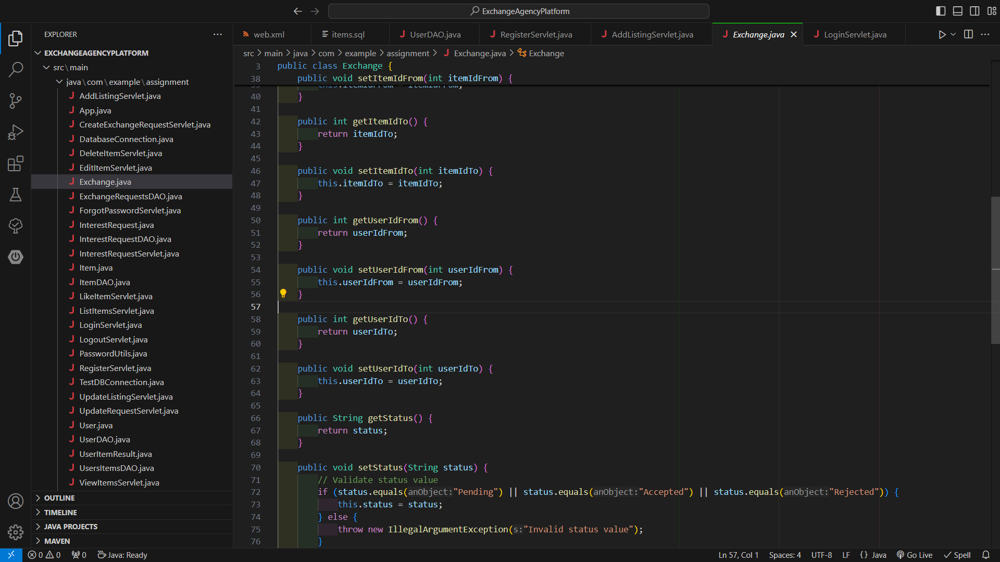 ExchangeAgencyPlatform
EXPLORER
EXCHANGEAGENCYPLATFORM
src\main
java\com\example\assignment
AddListingServlet.java
App.java
CreateExchangeRequestServlet.java
DatabaseConnection.java
DeleteItemServlet.java
EditItemServlet.java
Exchange.java
ExchangeRequestsDAO.java
ForgotPasswordServlet.java
InterestRequest.java
InterestRequestDAO.java
InterestRequestServlet.java
Item.java
ItemDAO.java
LikeItemServlet.java
ListItemsServlet.java
LoginServlet.java
LogoutServlet.java
PasswordUtils.java
RegisterServlet.java
TestDBConnection.java
UpdateListingServlet.java
UpdateRequestServlet.java
User.java
UserDAO.java
UserItemResult.java
UsersItemsDAO.java
ViewItemsServlet.java
OUTLINE
TIMELINE
JAVA PROJECTS
MAVEN
web.xml items.sql J UserDAO.java J RegisterServlet.java J AddListingServlet.java J Exchange.java J LoginServlet.java
src > main > java > com > example > assignment > J Exchange.java > Exchange
3 public class Exchange {
38 public void setItemIdFrom(int itemIdFrom) {
40 }
41
42 public int getItemIdTo() {
43 return itemIdTo;
44 }
45
46 public void setItemIdTo(int itemIdTo) {
47 this.itemIdTo = itemIdTo;
48 }
49
50 public int getUserIdFrom() {
51 return userIdFrom;
52 }
53
54 public void setUserIdFrom(int userIdFrom) {
55 this.userIdFrom = userIdFrom;
56 }
57
58 public int getUserIdTo() {
59 return userIdTo;
60 }
61
62 public void setUserIdTo(int userIdTo) {
63 this.userIdTo = userIdTo;
64 }
65
66 public String getStatus() {
67 return status;
68 }
69
70 public void setStatus(String status) {
71 // Validate status value
72 if (status.equals(anObject:"Pending") || status.equals(anObject:"Accepted") || status.equals(anObject:"Rejected")) {
73 this.status = status;
74 } else {
75 throw new IllegalArgumentException(s:"Invalid status value");
76 }
0 0 0 Java: Ready Ln 57, Col 1 Spaces: 4 UTF-8 LF {} Java Go Live Spell